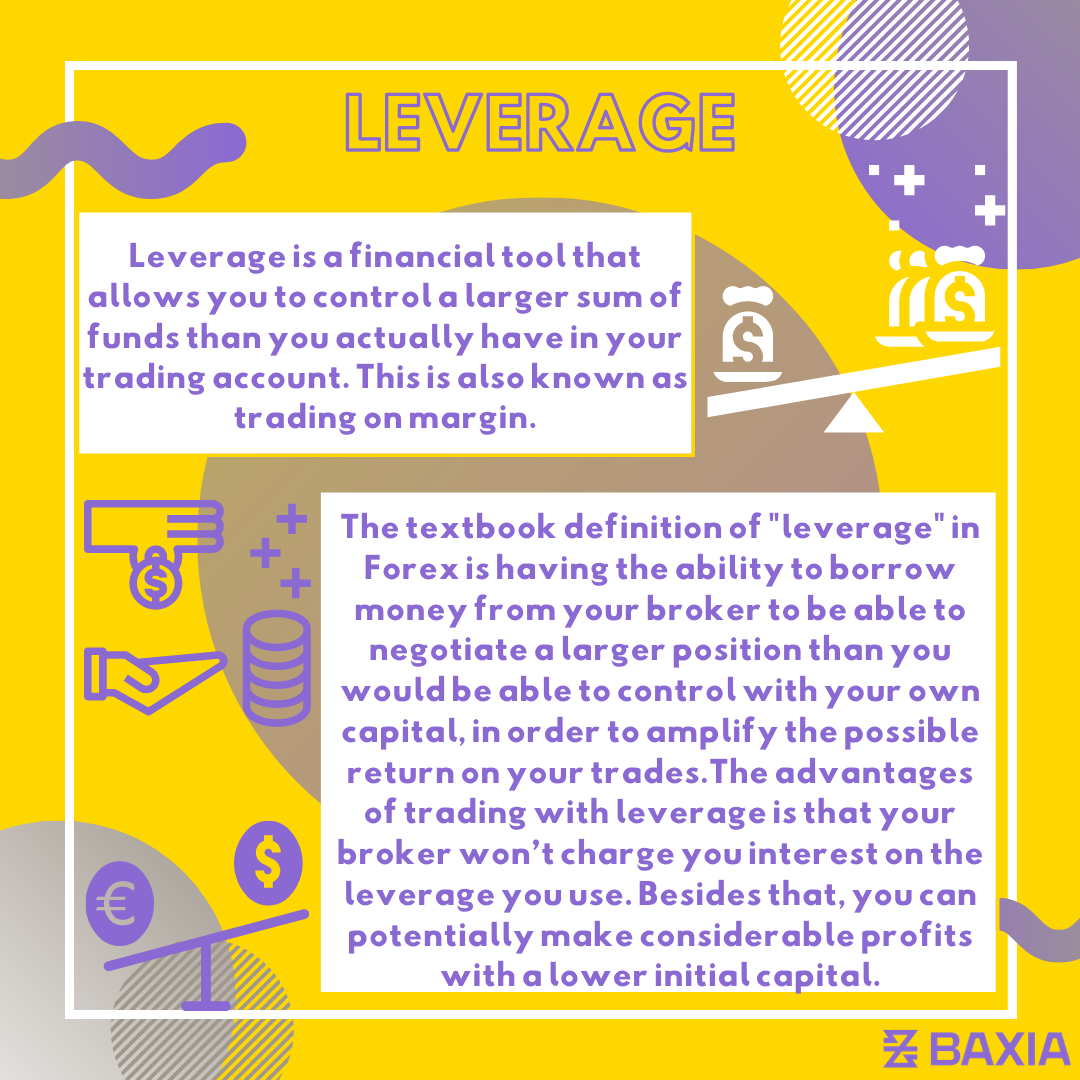 LEVERAGE
Leverage is a financial tool that
allows you to control a larger sum of
funds than you actually have in your
trading account. This is also known as
trading on margin.
$
$
$
The textbook definition of "leverage" in
Forex is having the ability to borrow
money from your broker to be able to
negotiate a larger position than you
would be able to control with your own
capital, in order to amplify the possible
return on your trades.The advantages
of trading with leverage is that your
broker won’t charge you interest on the
leverage you use. Besides that, you can
potentially make considerable profits
with a lower initial capital.
$
€
BAXIA